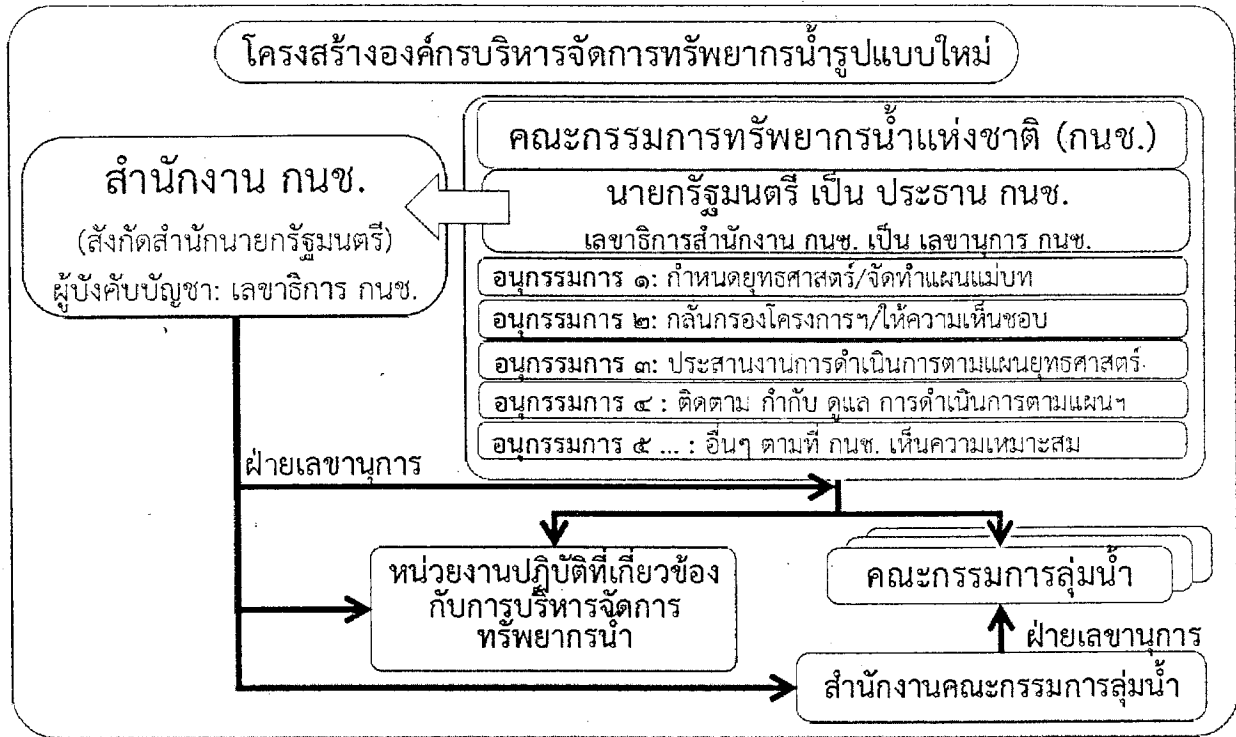 โครงสร้างองค์กรบริหารจัดการทรัพยากรน้ำรูปแบบใหม่
คณะกรรมการทรัพยากรน้ำแห่งชาติ (กนช.)
นายกรัฐมนตรี เป็น ประธาน กนช.
เลขาธิการสำนักงาน กนช. เป็น เลขานุการ กนช.
อนุกรรมการ ๑: กำหนดยุทธศาสตร์/จัดทำแผนแม่บท
อนุกรรมการ ๒: กลั่นกรองโครงการฯ/ให้ความเห็นชอบ
อนุกรรมการ ๓: ประสานงานการดำเนินการตามแผนยุทธศาสตร์
อนุกรรมการ ๔ : ติดตาม กำกับ ดูแล การดำเนินการตามแผนฯ
อนุกรรมการ ๕ ... : อื่นๆ ตามที่ กนช. เห็นความเหมาะสม
สำนักงาน กนช.
(สังกัดสำนักนายกรัฐมนตรี)
ผู้บังคับบัญชา: เลขาธิการ กนช.
ฝ่ายเลขานุการ
หน่วยงานปฏิบัติที่เกี่ยวข้อง
กับการบริหารจัดการ
ทรัพยากรน้ำ
คณะกรรมการลุ่มน้ำ
ฝ่ายเลขานุการ
สำนักงานคณะกรรมการลุ่มน้ำ